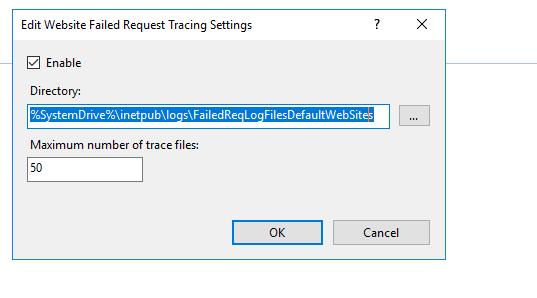 Edit Website Failed Request Tracing Settings
Enable
Directory:
%SystemDrive%\inetpub\logs\FailedReqLogFilesDefaultWebSites
...
Maximum number of trace files:
50
OK Cancel